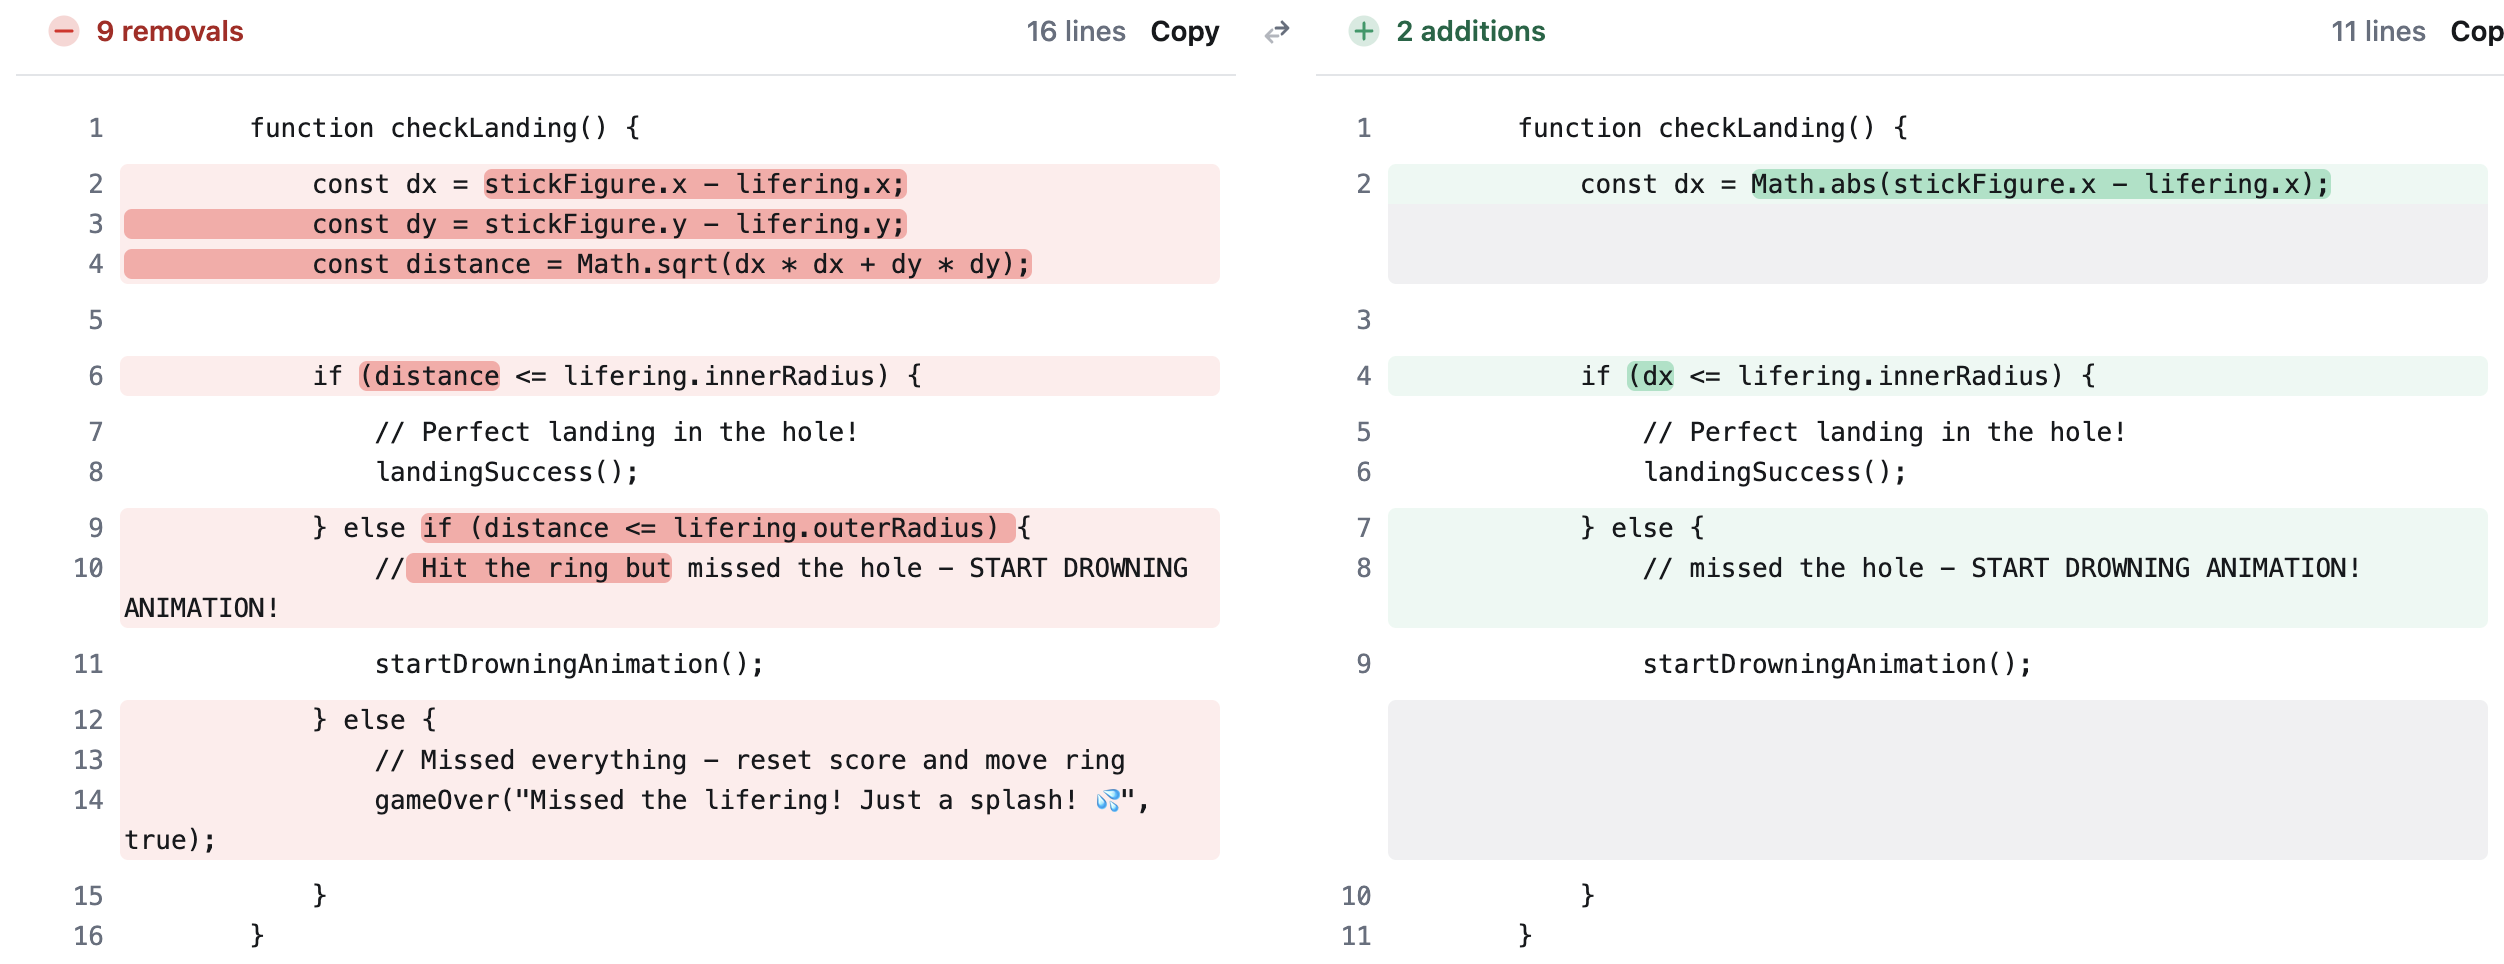 9 removals
16 lines Copy
1 function checkLanding() {
2 const dx = stickFigure.x - lifering.x;
3 const dy = stickFigure.y - lifering.y;
4 const distance = Math.sqrt(dx * dx + dy * dy);
5
6 if (distance <= lifering.innerRadius) {
7 // Perfect landing in the hole!
8 landingSuccess();
9 } else if (distance <= lifering.outerRadius) {
10 // Hit the ring but missed the hole - START DROWNING
ANIMATION!
11 startDrowningAnimation();
12 } else {
13 // Missed everything - reset score and move ring
14 gameOver("Missed the lifering! Just a splash! 💦",
true);
15 }
16 }
2 additions
11 lines Cop
1 function checkLanding() {
2 const dx = Math.abs(stickFigure.x - lifering.x);
3
4 if (dx <= lifering.innerRadius) {
5 // Perfect landing in the hole!
6 landingSuccess();
7 } else {
8 // missed the hole - START DROWNING ANIMATION!
9 startDrowningAnimation();
10 }
11 }